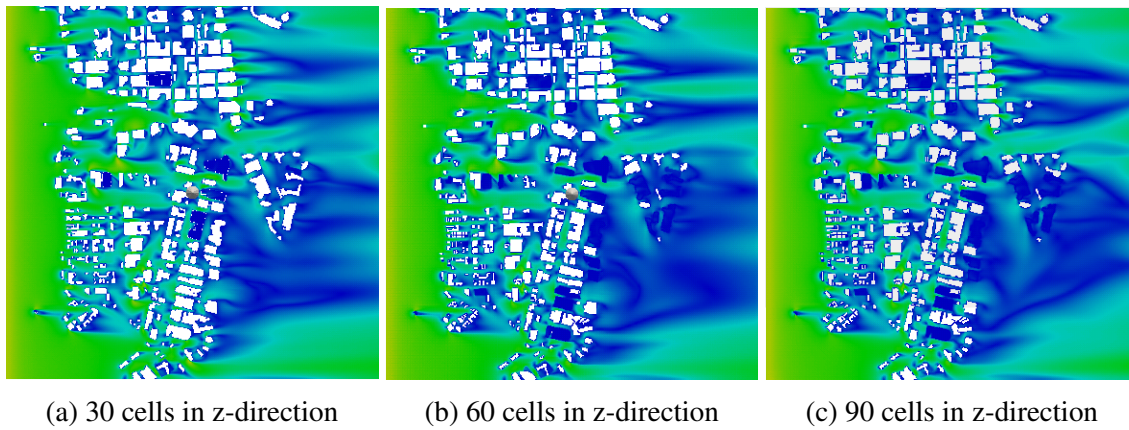 (a) 30 cells in z-direction
(b) 60 cells in z-direction
(c) 90 cells in z-direction